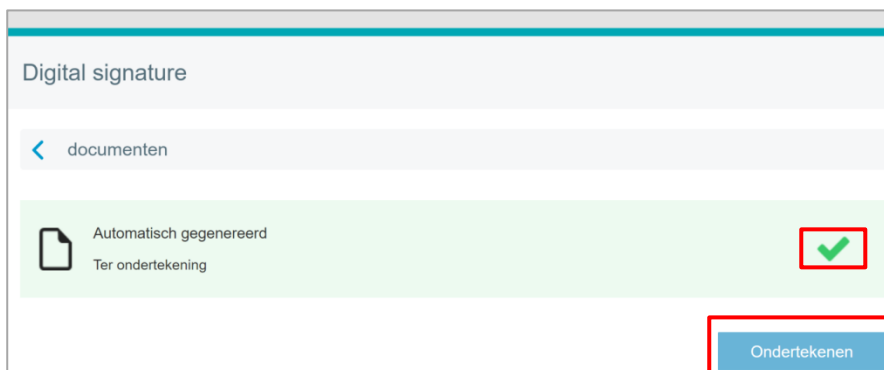 Digital signature
documenten
Automatisch gegenereerd
Ter ondertekening
Ondertekenen